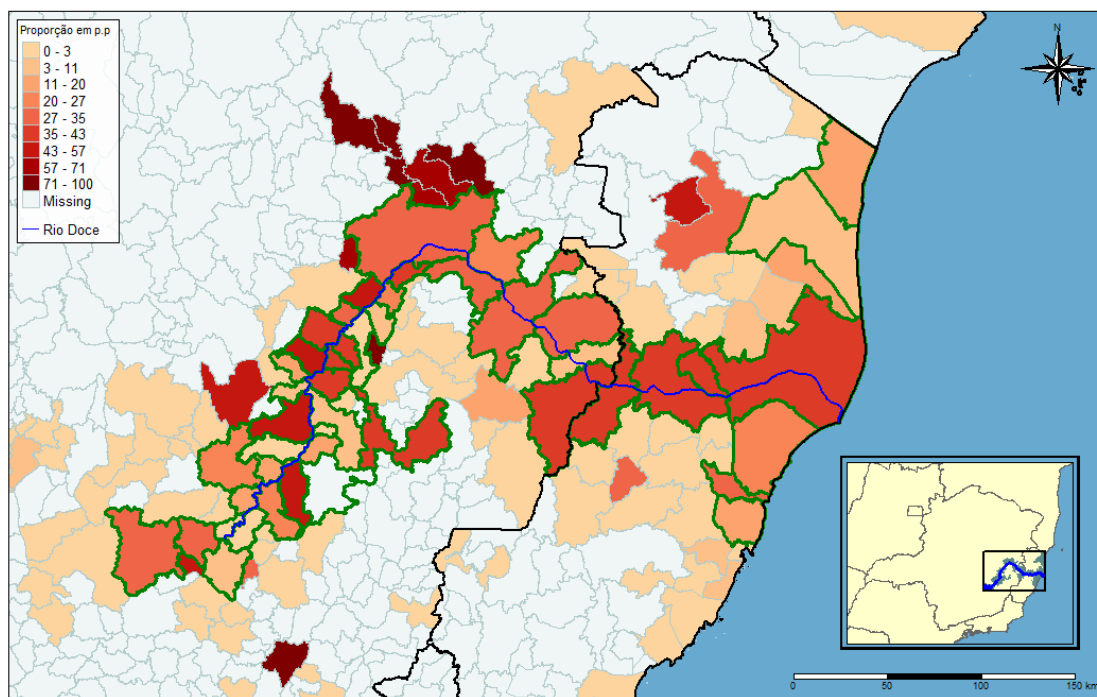 Proporção em p.p
0 - 3
3 - 11
11 - 20
20 - 27
27 - 35
35 - 43
43 - 57
57 - 71
71 - 100
Missing
Rio Doce
N
0 50 100 150 km